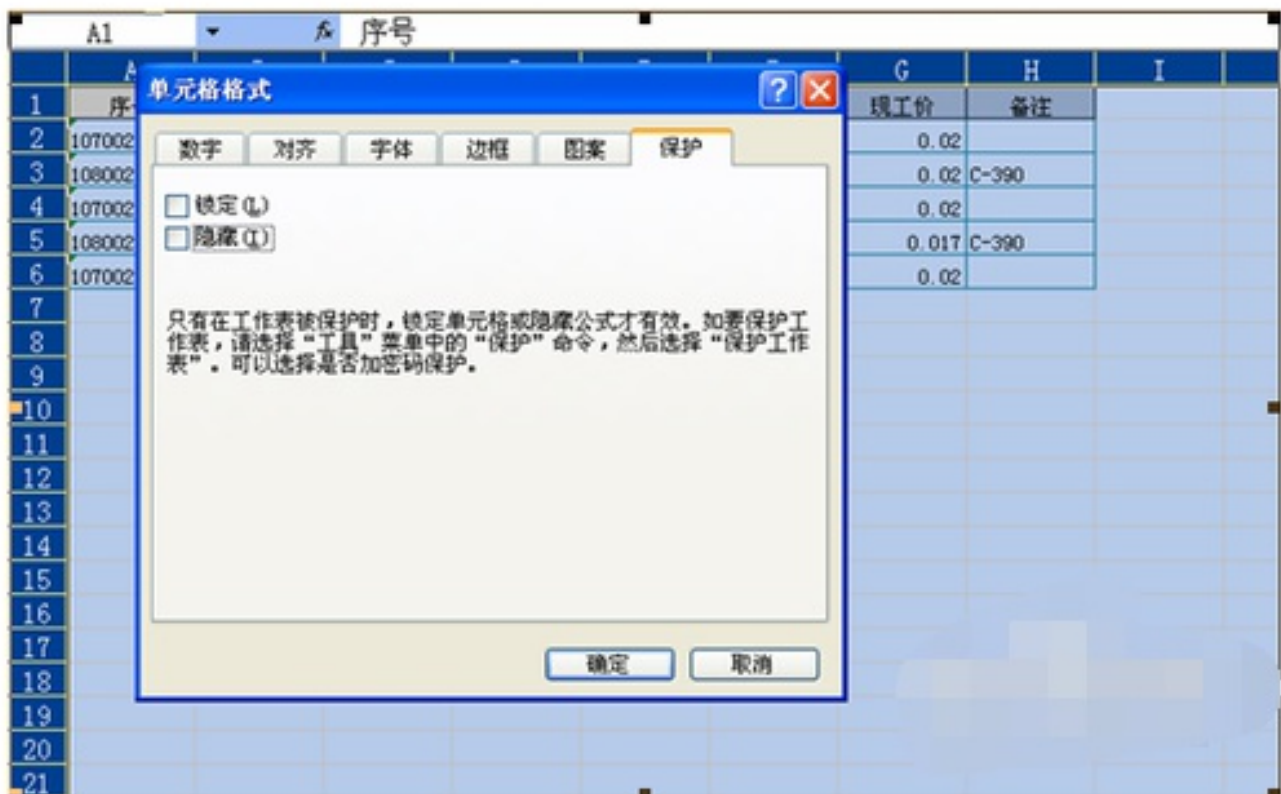 A1 fx 序号
A G H I
单元格格式
1 序 现工价 备注
2 107002 0.02
3 108002 0.02 C-390
4 107002 0.02
5 108002 0.017 C-390
6 107002 0.02
数字 对齐 字体 边框 图案 保护
锁定(L)
隐藏(I)
只有在工作表被保护时，锁定单元格或隐藏公式才有效。如要保护工
作表，请选择“工具”菜单中的“保护”命令，然后选择“保护工作
表”。可以选择是否加密码保护。
7
8
9
10
11
12
13
14
15
16
17
确定 取消
18
19
20
21